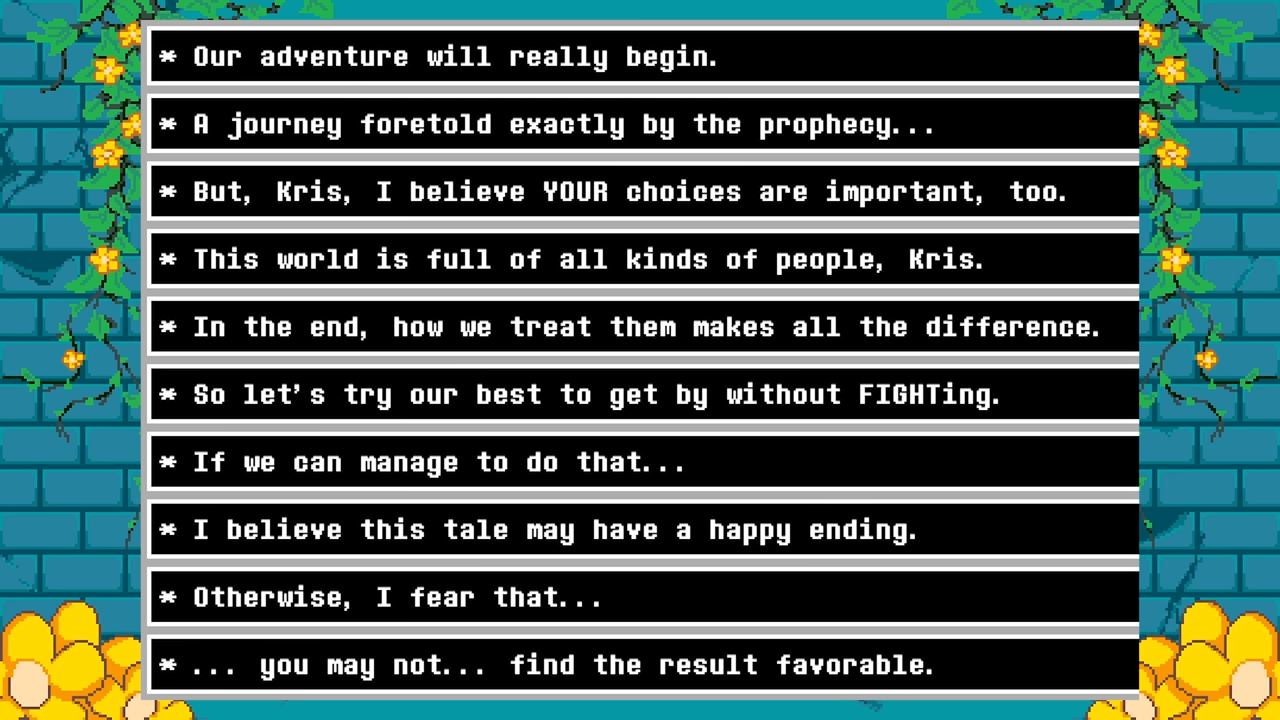 * Our adventure will really begin.
* A journey foretold exactly by the prophecy...
* But, Kris, I believe YOUR choices are important, too.
* This world is full of all kinds of people, Kris.
* In the end, how we treat them makes all the difference.
* So let's try our best to get by without FIGHTing.
* If we can manage to do that...
* I believe this tale may have a happy ending.
* Otherwise, I fear that...
* ... you may not... find the result favorable.